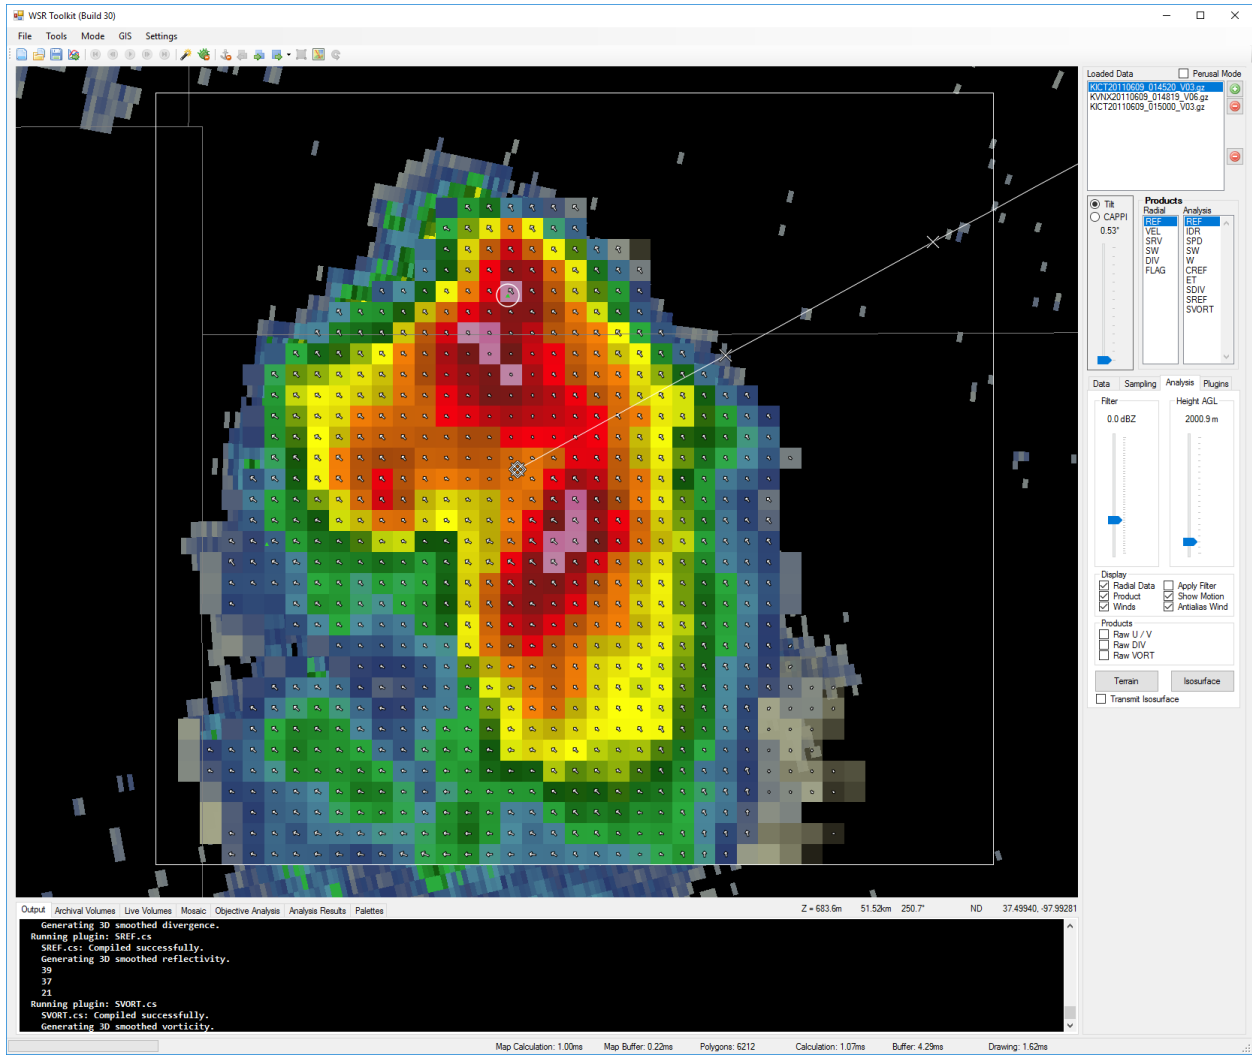 WSR Toolkit (Build 30)
File Tools Mode GIS Settings
Loaded Data Perusal Mode
KICT20110609_014520_V03.gz
KVNX20110609_014819_V06.gz
KICT20110609_015000_V03.gz
Tilt
CAPPI
0.53°
Products
Radial Analysis
REF REF
VEL IDR
SRV SPD
SW SW
DIV W
FLAG CREF
ET
SDIV
SREF
SVORT
Data Sampling Analysis Plugins
Filter Height AGL
0.0 dBZ 2000.9 m
Display
Radial Data Apply Filter
Product Show Motion
Winds Antialias Wind
Products
Raw U / V
Raw DIV
Raw VORT
Terrain Isosurface
Transmit Isosurface
Output Archival Volumes Live Volumes Mosaic Objective Analysis Analysis Results Palettes Z = 683.6m 51.52km 250.7° ND 37.49940, -97.99281
Generating 3D smoothed divergence.
Running plugin: SREF.cs
SREF.cs: Compiled successfully.
Generating 3D smoothed reflectivity.
39
37
21
Running plugin: SVORT.cs
SVORT.cs: Compiled successfully.
Generating 3D smoothed vorticity.
Map Calculation: 1.00ms Map Buffer: 0.22ms Polygons: 6212 Calculation: 1.07ms Buffer: 4.29ms Drawing: 1.62ms